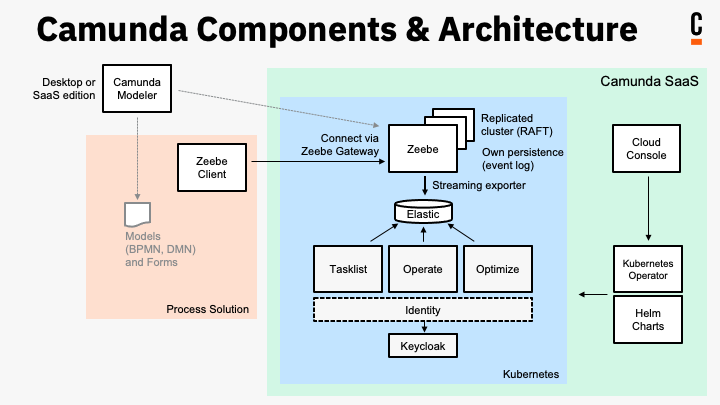 Camunda Components & Architecture
C
Camunda SaaS
Desktop or
SaaS edition
Camunda
Modeler
Connect via
Zeebe Gateway
Zeebe
Replicated
cluster (RAFT)
Own persistence
(event log)
Cloud
Console
Zeebe
Client
Streaming exporter
Elastic
Models
(BPMN, DMN)
and Forms
Tasklist
Operate
Optimize
Kubernetes
Operator
Identity
Helm
Charts
Process Solution
Keycloak
Kubernetes